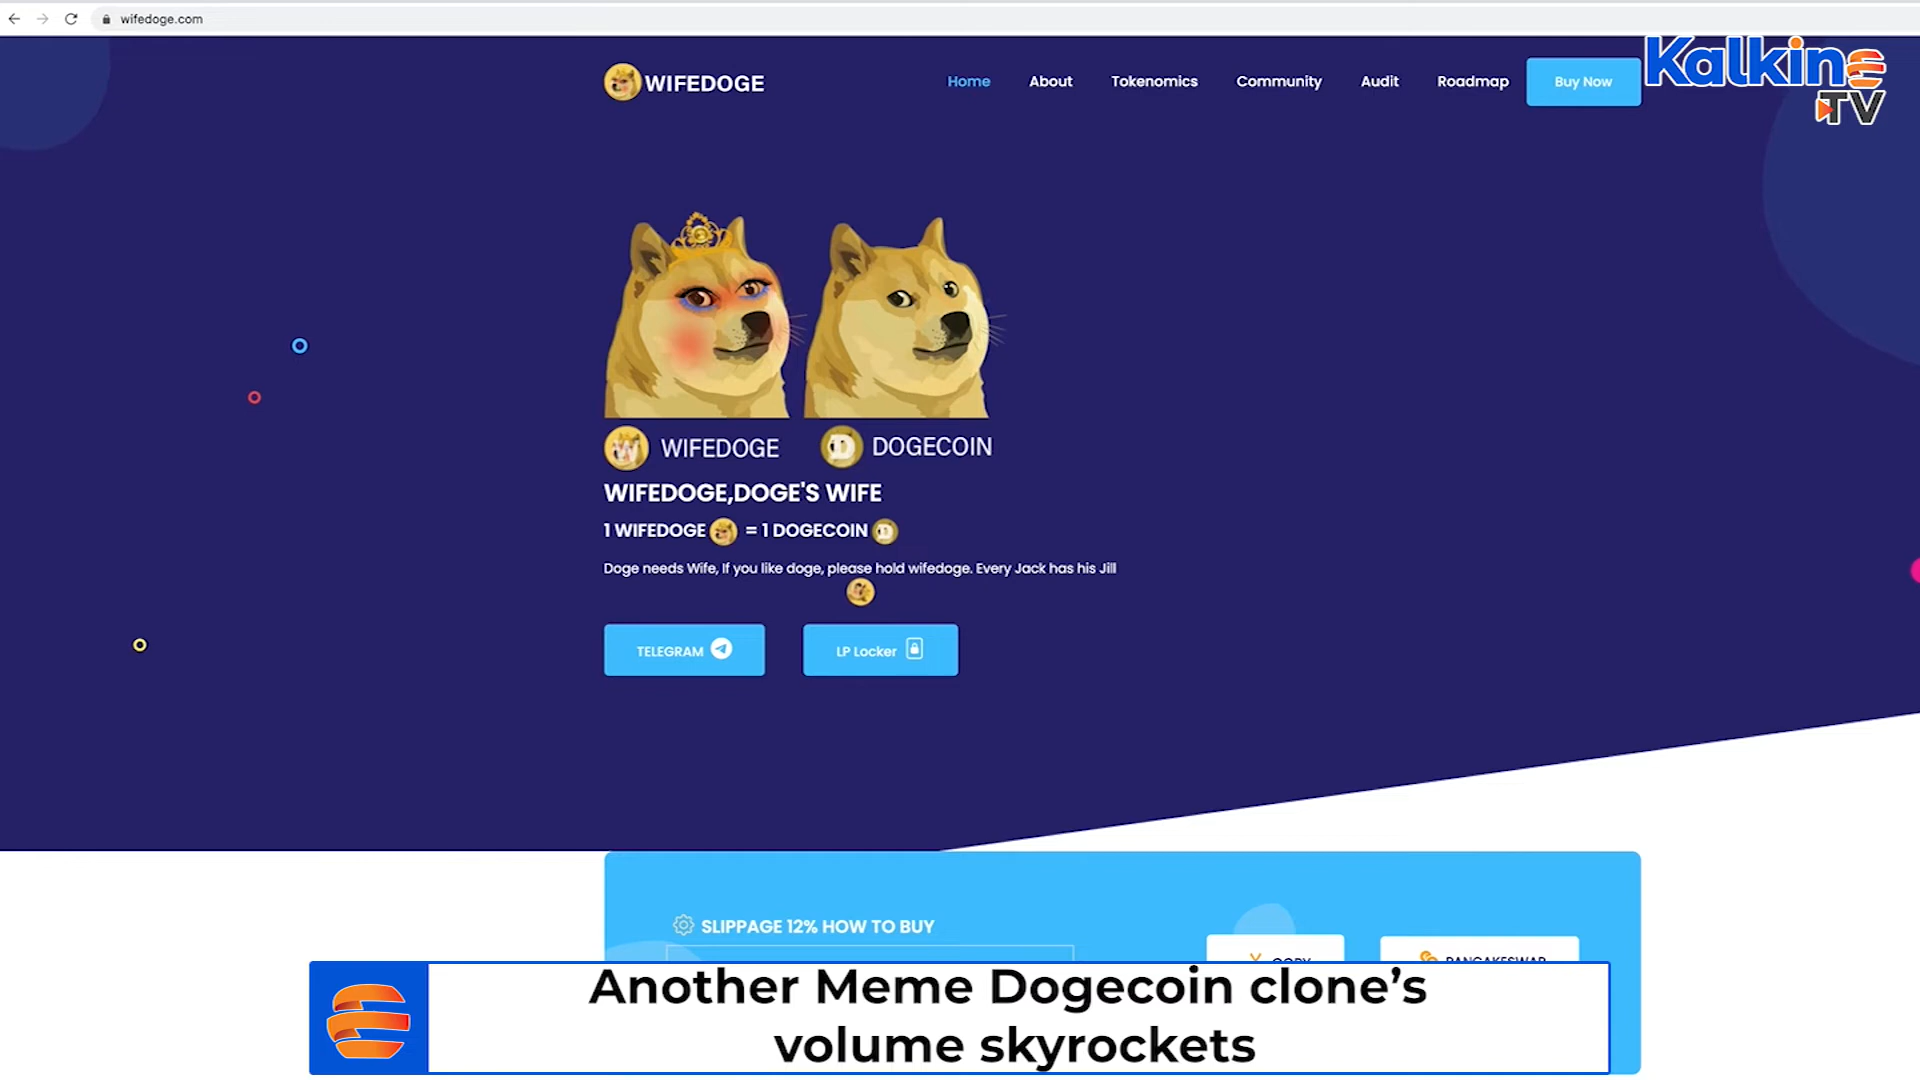 wifedoge.com
WIFEDOGE
Home
About
Tokenomics
Community
Audit
Roadmap
Buy Now
Kalkine
TV
WIFEDOGE
DOGECOIN
WIFEDOGE,DOGE'S WIFE
1 WIFEDOGE = 1 DOGECOIN
Doge needs Wife, If you like doge, please hold wifedoge. Every Jack has his Jill
TELEGRAM
LP Locker
SLIPPAGE 12% HOW TO BUY
COPY
PANCAKESWAP
Another Meme Dogecoin clone’s
volume skyrockets